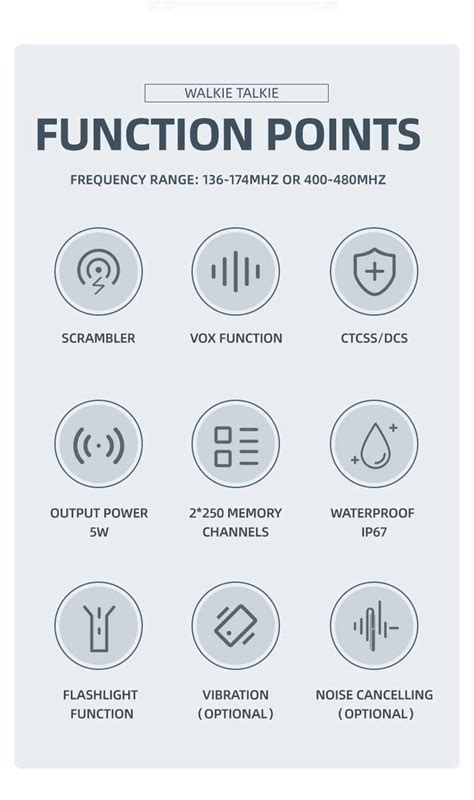 WALKIE TALKIE
FUNCTION POINTS
FREQUENCY RANGE: 136-174MHZ OR 400-480MHZ
SCRAMBLER
VOX FUNCTION
CTCSS/DCS
OUTPUT POWER
5W
2*250 MEMORY
CHANNELS
WATERPROOF
IP67
FLASHLIGHT
FUNCTION
VIBRATION
(OPTIONAL)
NOISE CANCELLING
(OPTIONAL)